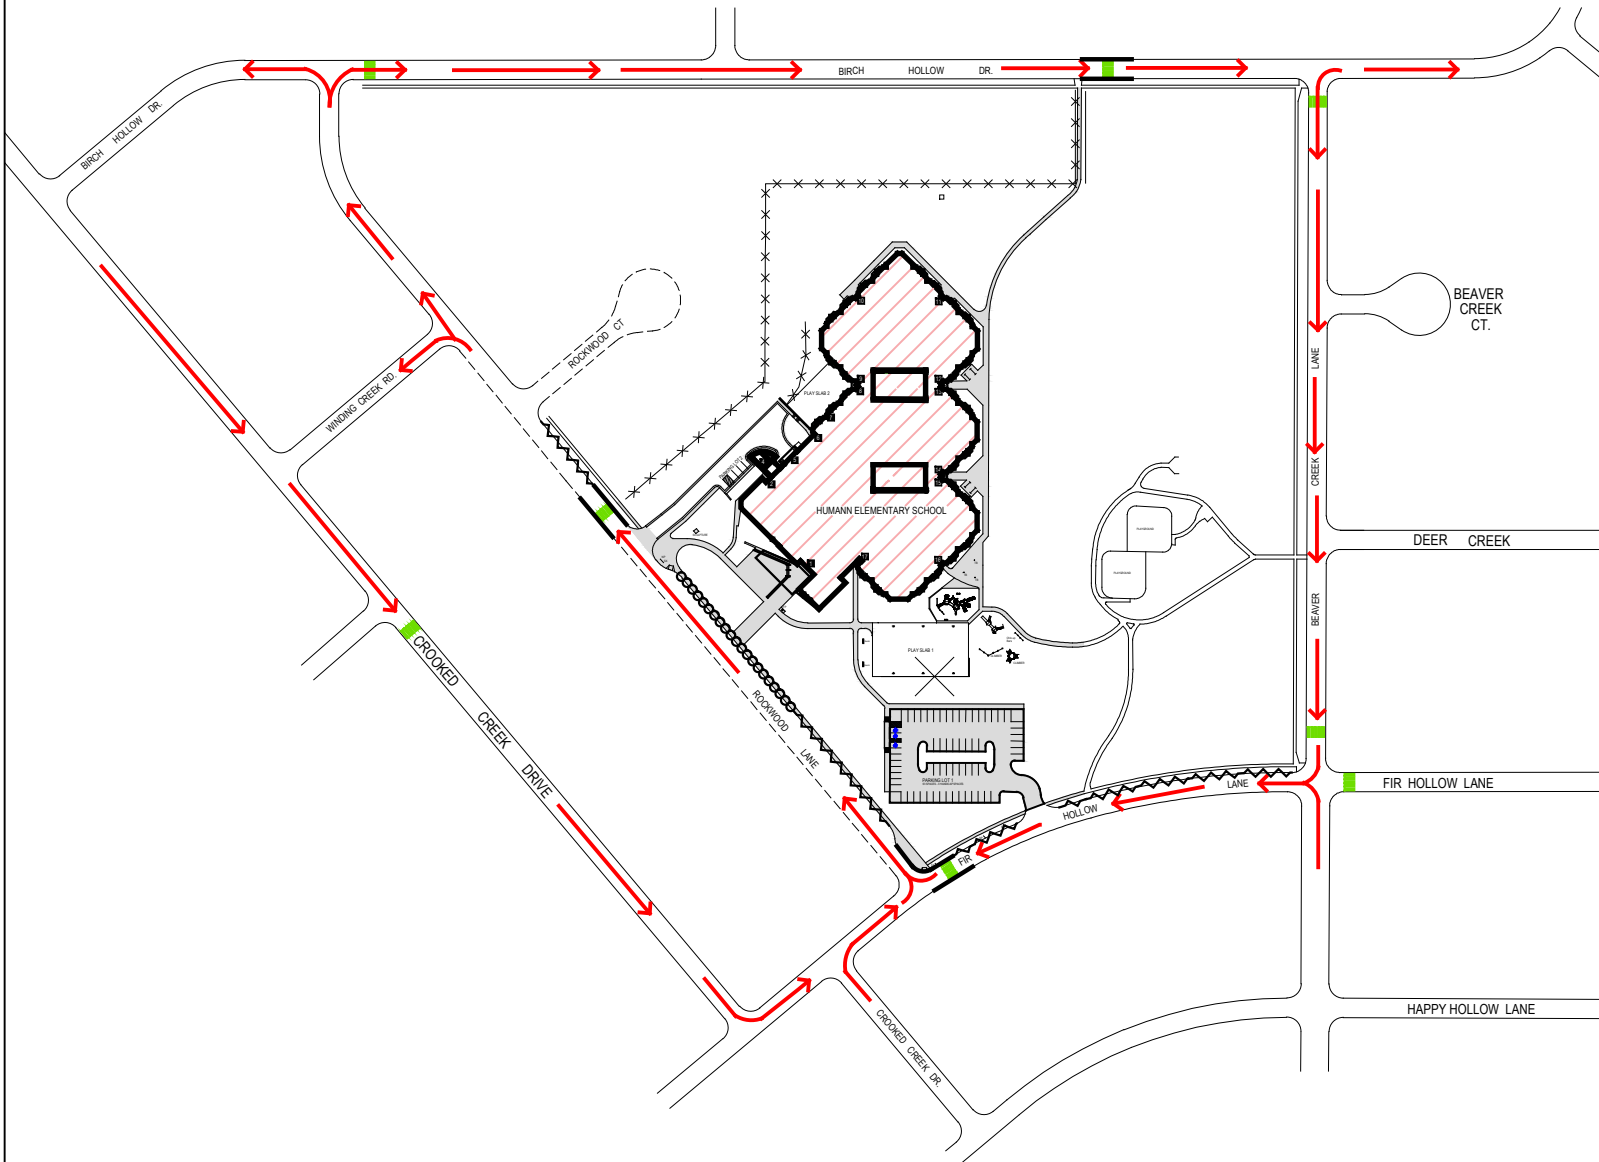 BIRCH HOLLOW DR.
BIRCH HOLLOW DR.
BEAVER
CREEK
CT.
ROCKWOOD CT
WINDING CREEK RD.
PLAY SLAB 2
HUMANN ELEMENTARY SCHOOL
BEAVER CREEK LANE
DEER CREEK
PLAY SLAB 1
CROOKED CREEK DRIVE
ROCKWOOD LANE
PARKING LOT 1
FIR HOLLOW LANE
FIR HOLLOW LANE
HAPPY HOLLOW LANE
CROOKED CREEK DR.